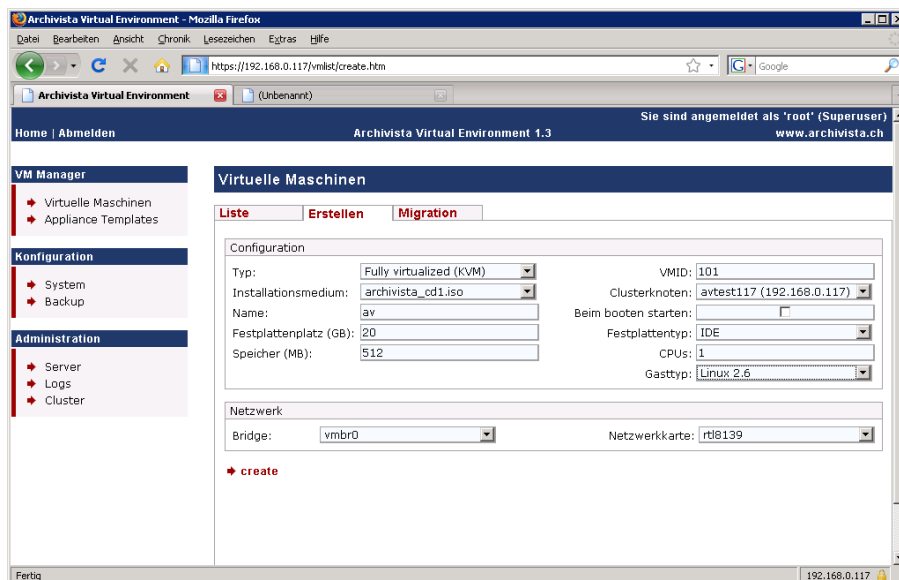 Archivista Virtual Environment - Mozilla Firefox
Datei Bearbeiten Ansicht Chronik Lesezeichen Extras Hilfe
https://192.168.0.117/vmlist/create.htm
G Google
Archivista Virtual Environment
(Unbenannt)
Sie sind angemeldet als 'root' (Superuser)
Home | Abmelden
Archivista Virtual Environment 1.3
www.archivista.ch
VM Manager
Virtuelle Maschinen
Appliance Templates
Konfiguration
System
Backup
Administration
Server
Logs
Cluster
Virtuelle Maschinen
Liste Erstellen Migration
Configuration
Typ: Fully virtualized (KVM)
VMID: 101
Installationsmedium: archivista_cd1.iso
Clusterknoten: avtest117 (192.168.0.117)
Name: av
Beim booten starten:
Festplattenplatz (GB): 20
Festplattentyp: IDE
Speicher (MB): 512
CPUs: 1
Gasttyp: Linux 2.6
Netzwerk
Bridge: vmbr0
Netzwerkkarte: rtl8139
create
Fertig
192.168.0.117